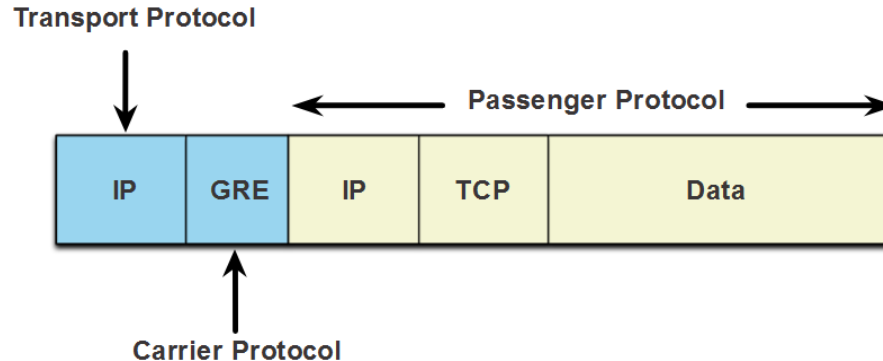 Transport Protocol
Passenger Protocol
IP GRE IP TCP Data
Carrier Protocol